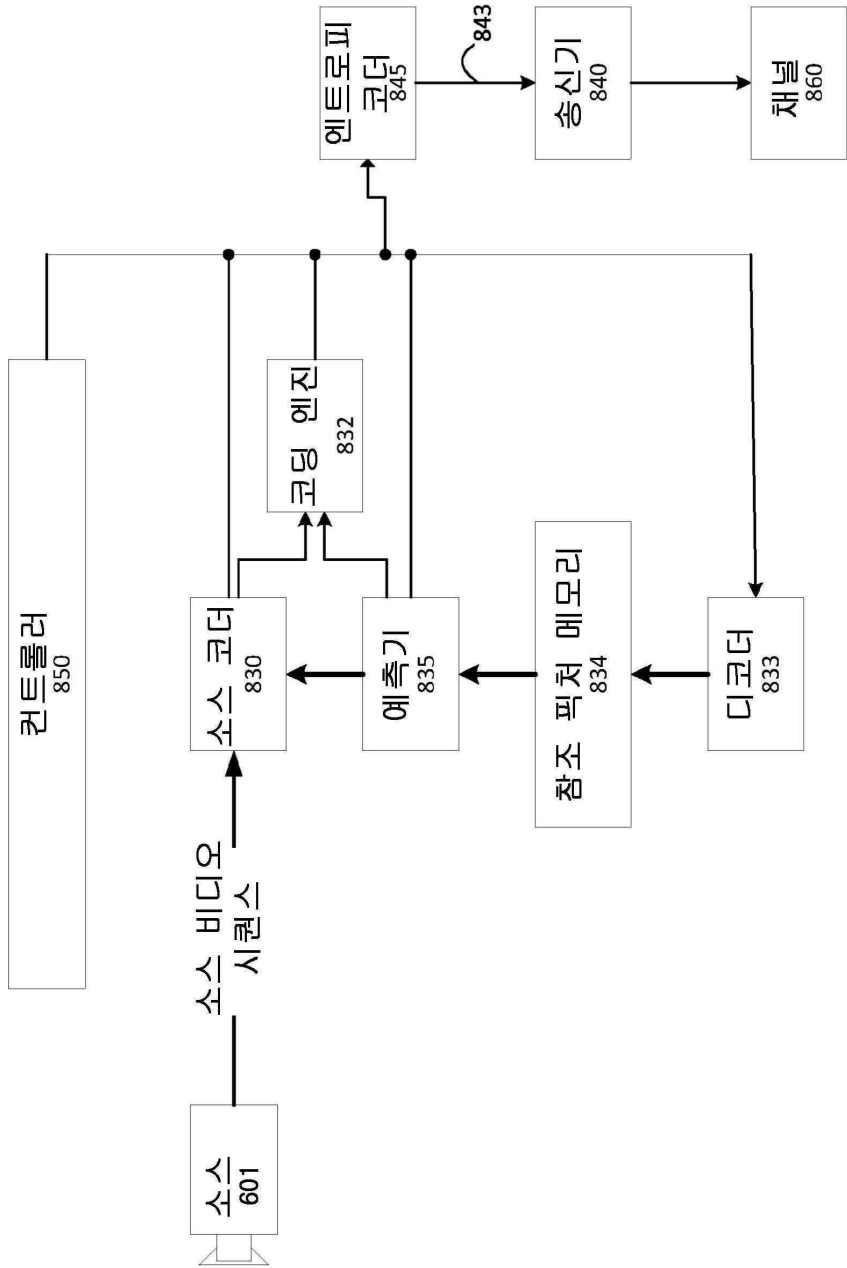 컨트롤러
850
소스
601
소스 비디오
시퀀스
소스 코더
830
코딩 엔진
832
예측기
835
참조 픽처 메모리
834
디코더
833
엔트로피
코더
845
843
송신기
840
채널
860